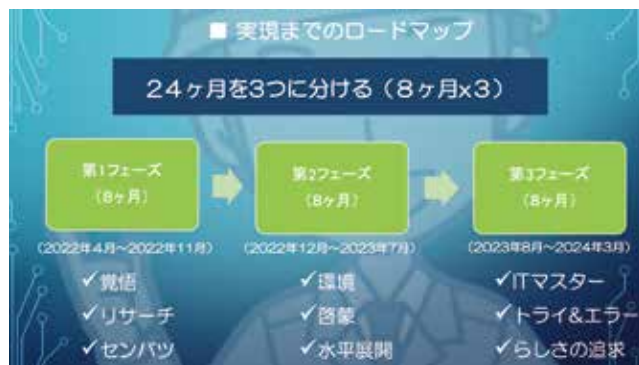 ■ 実現までのロードマップ
24ヶ月を3つに分ける（8ヶ月x3）
第1フェーズ
（8ヶ月）
第2フェーズ
（8ヶ月）
第3フェーズ
（8ヶ月）
（2022年4月～2022年11月）
（2022年12月～2023年7月）
（2023年8月～2024年3月）
✓覚悟
✓リサーチ
✓センバツ
✓環境
✓啓蒙
✓水平展開
✓ITマスター
✓トライ&エラー
✓らしさの追求